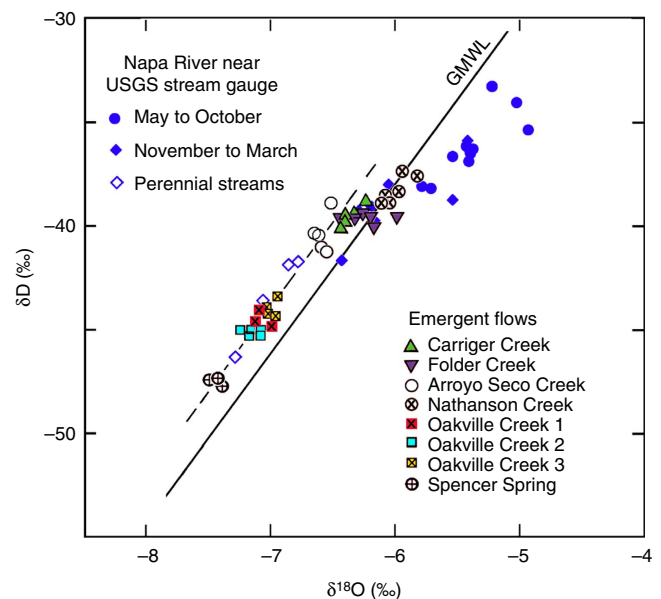 −30
−40
−50
δD (‰)
Napa River near
USGS stream gauge
May to October
November to March
Perennial streams
GMWL
Emergent flows
Carriger Creek
Folder Creek
Arroyo Seco Creek
Nathanson Creek
Oakville Creek 1
Oakville Creek 2
Oakville Creek 3
Spencer Spring
−8 −7 −6 −5 −4
δ¹⁸O (‰)